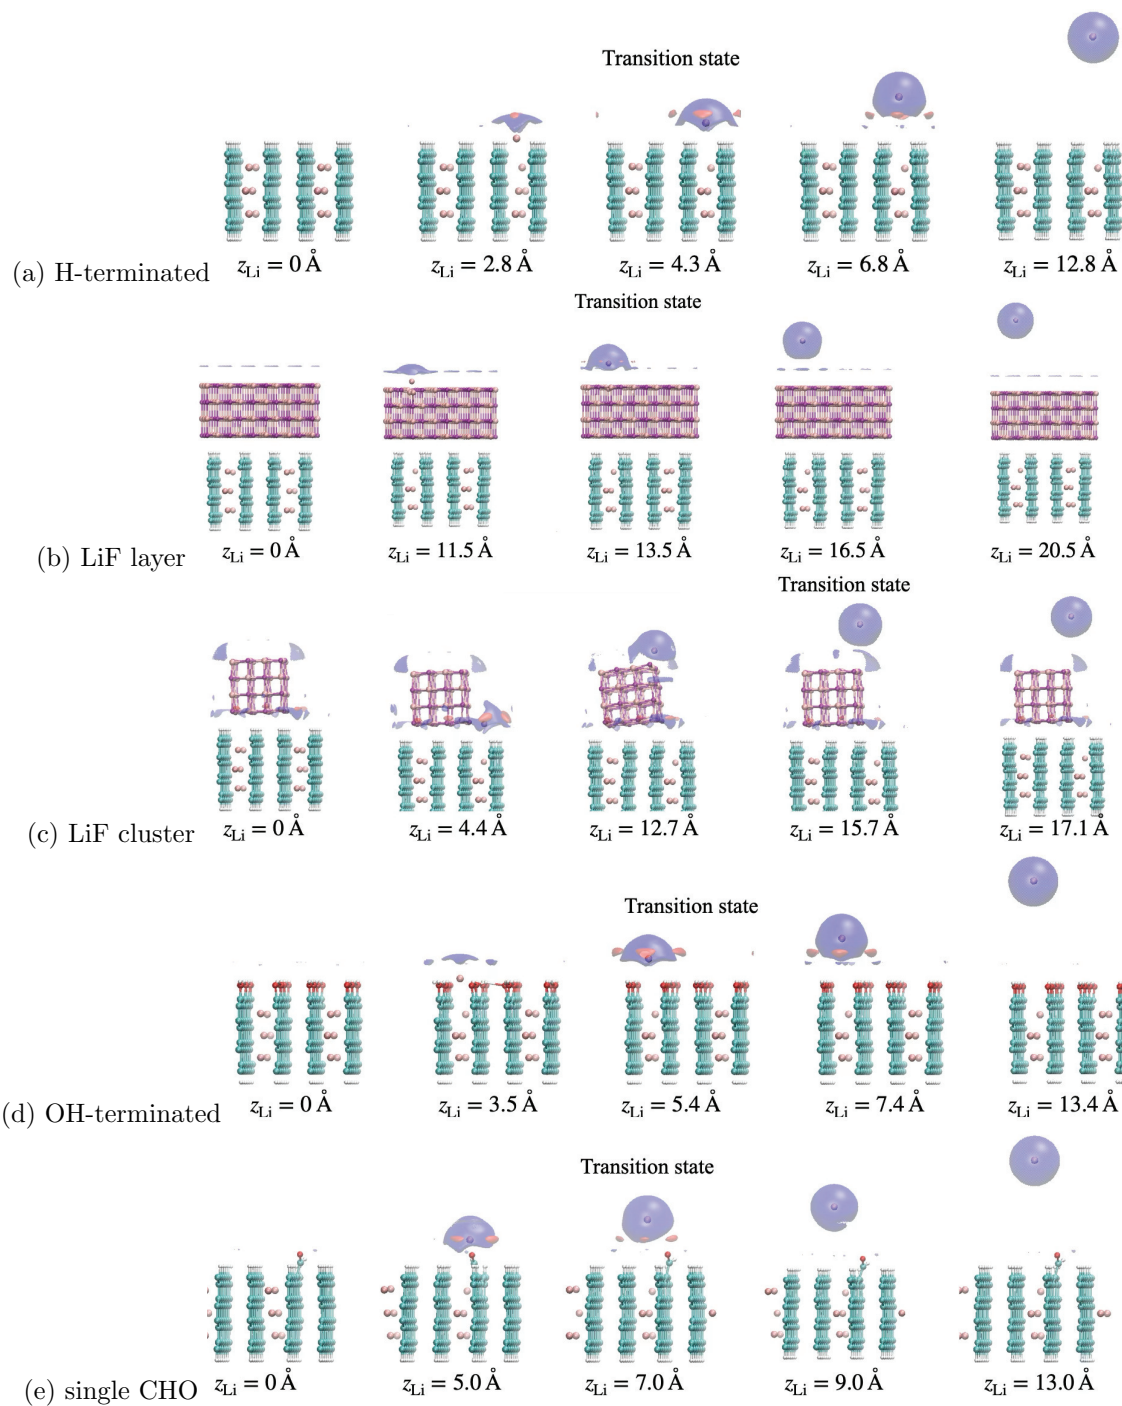 Transition state
(a) H-terminated
z_Li = 0 Å
z_Li = 2.8 Å
z_Li = 4.3 Å
z_Li = 6.8 Å
z_Li = 12.8 Å
Transition state
(b) LiF layer
z_Li = 0 Å
z_Li = 11.5 Å
z_Li = 13.5 Å
z_Li = 16.5 Å
z_Li = 20.5 Å
Transition state
(c) LiF cluster
z_Li = 0 Å
z_Li = 4.4 Å
z_Li = 12.7 Å
z_Li = 15.7 Å
z_Li = 17.1 Å
Transition state
(d) OH-terminated
z_Li = 0 Å
z_Li = 3.5 Å
z_Li = 5.4 Å
z_Li = 7.4 Å
z_Li = 13.4 Å
Transition state
(e) single CHO
z_Li = 0 Å
z_Li = 5.0 Å
z_Li = 7.0 Å
z_Li = 9.0 Å
z_Li = 13.0 Å